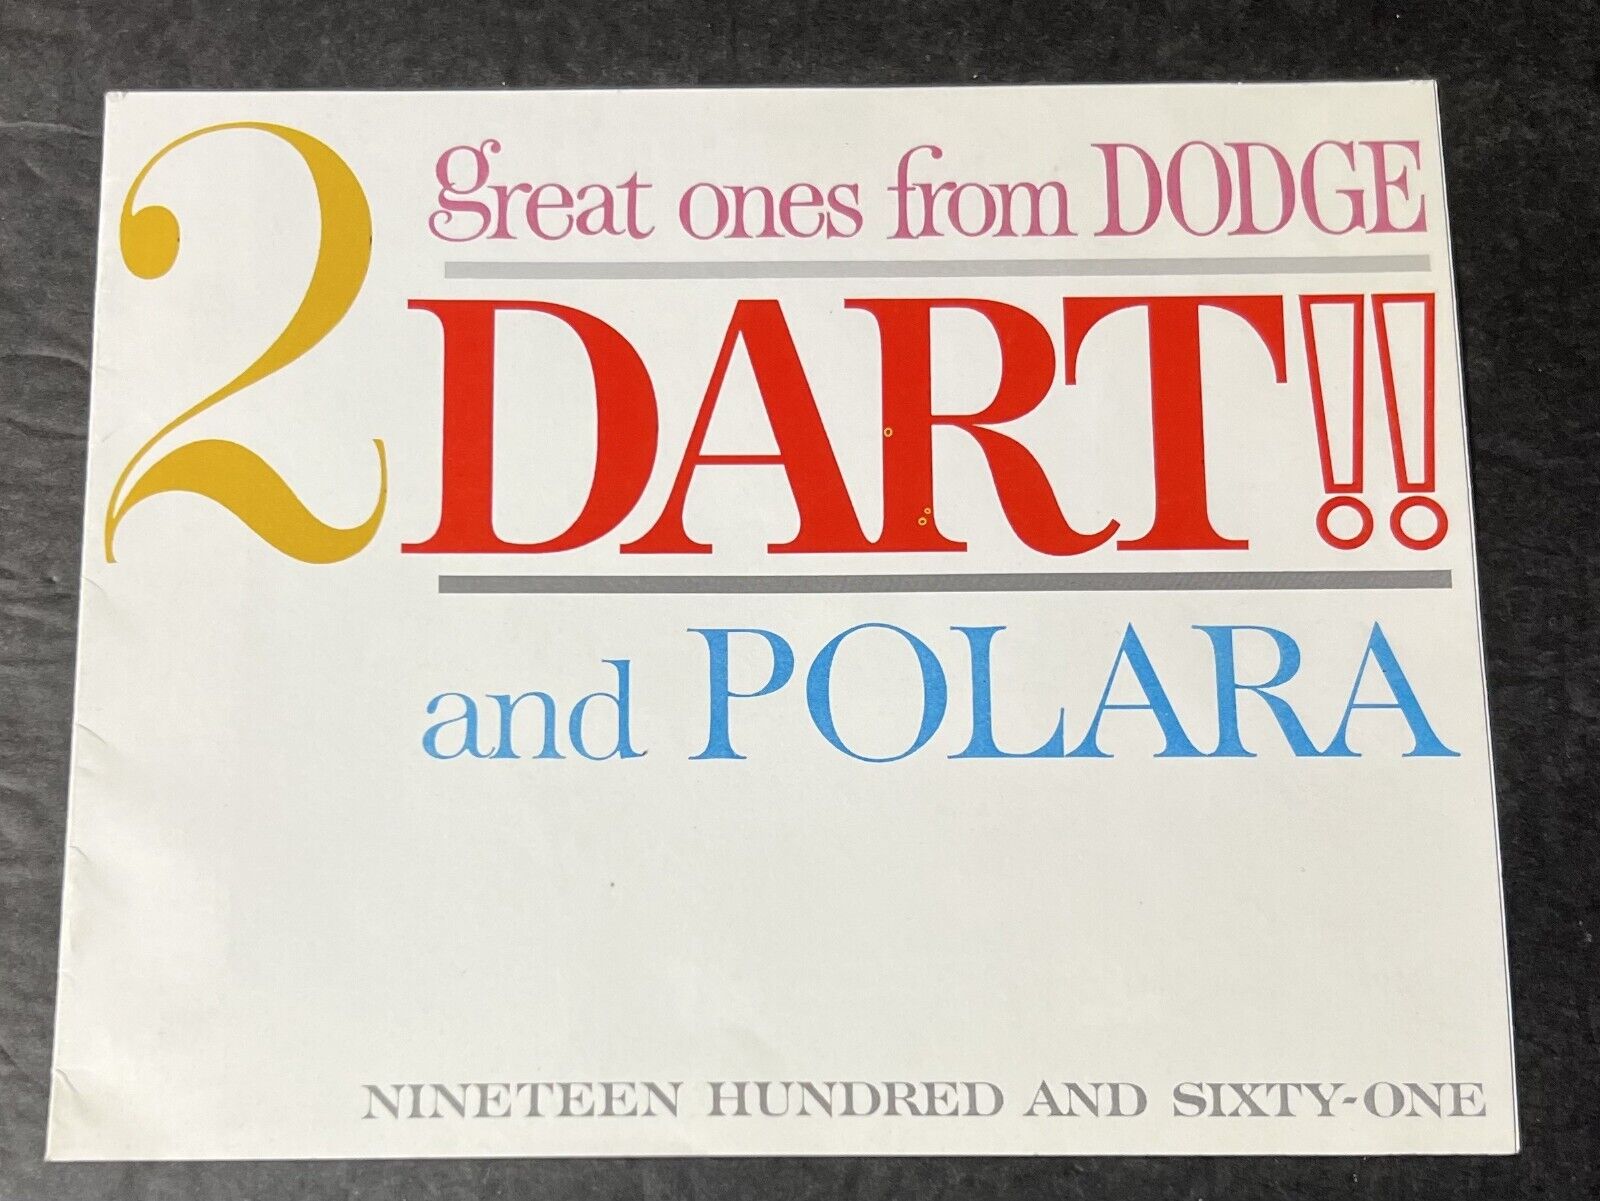 2 great ones from DODGE
DART!!
and POLARA
NINETEEN HUNDRED AND SIXTY-ONE